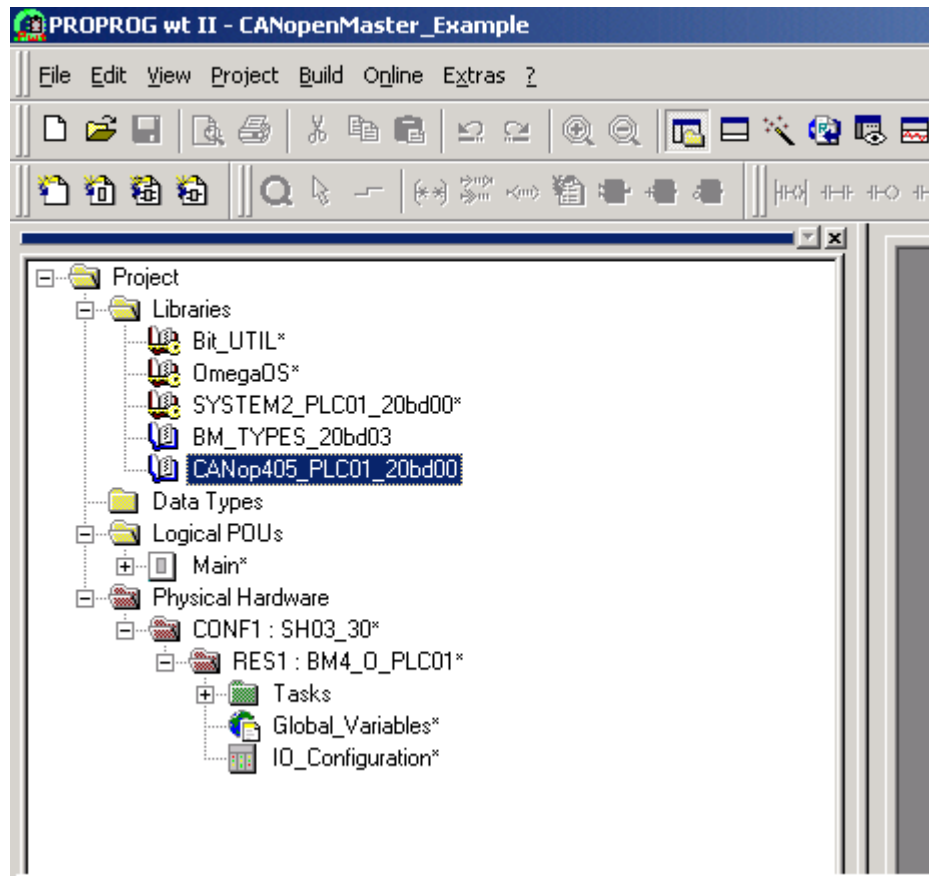 PROPROG wt II - CANopenMaster_Example
File Edit View Project Build Online Extras ?
Project
Libraries
Bit_UTIL*
OmegaOS*
SYSTEM2_PLC01_20bd00*
BM_TYPES_20bd03
CANop405_PLC01_20bd00
Data Types
Logical POUs
Main*
Physical Hardware
CONF1 : SH03_30*
RES1 : BM4_O_PLC01*
Tasks
Global_Variables*
IO_Configuration*